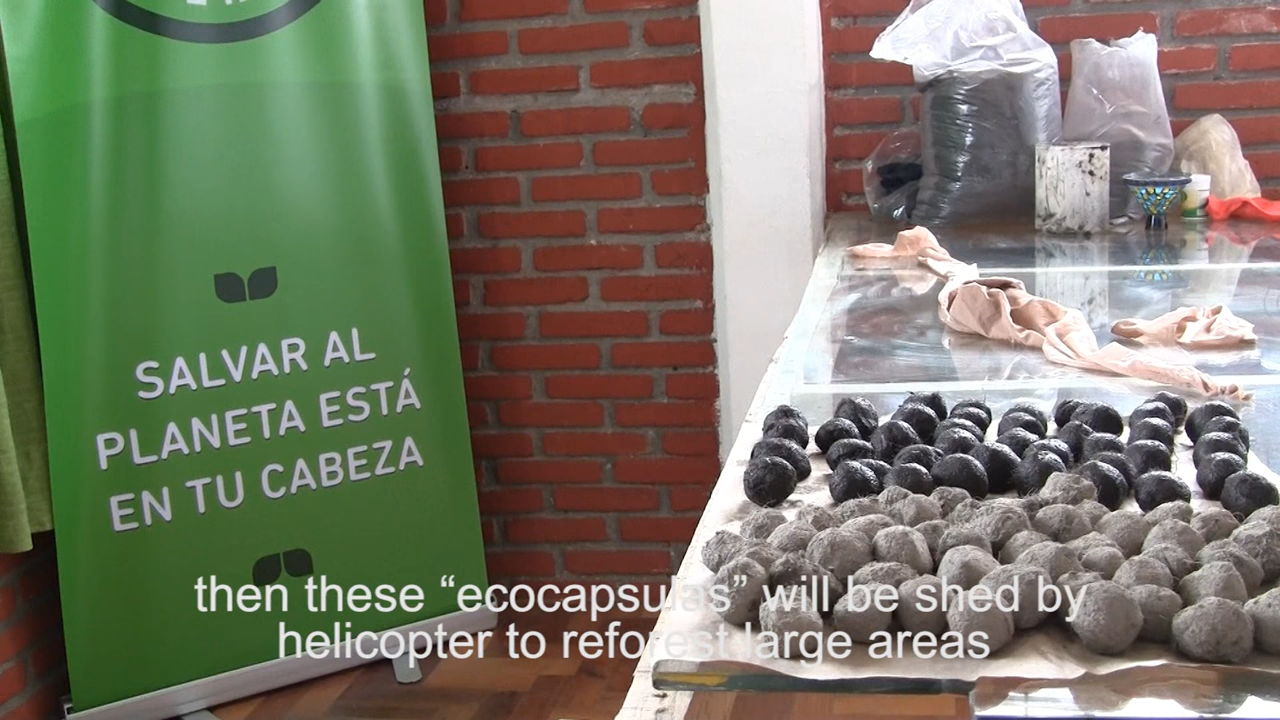 SALVAR AL
PLANETA ESTÁ
EN TU CABEZA
then these “ecocapsulas” will be shed by
helicopter to reforest large areas